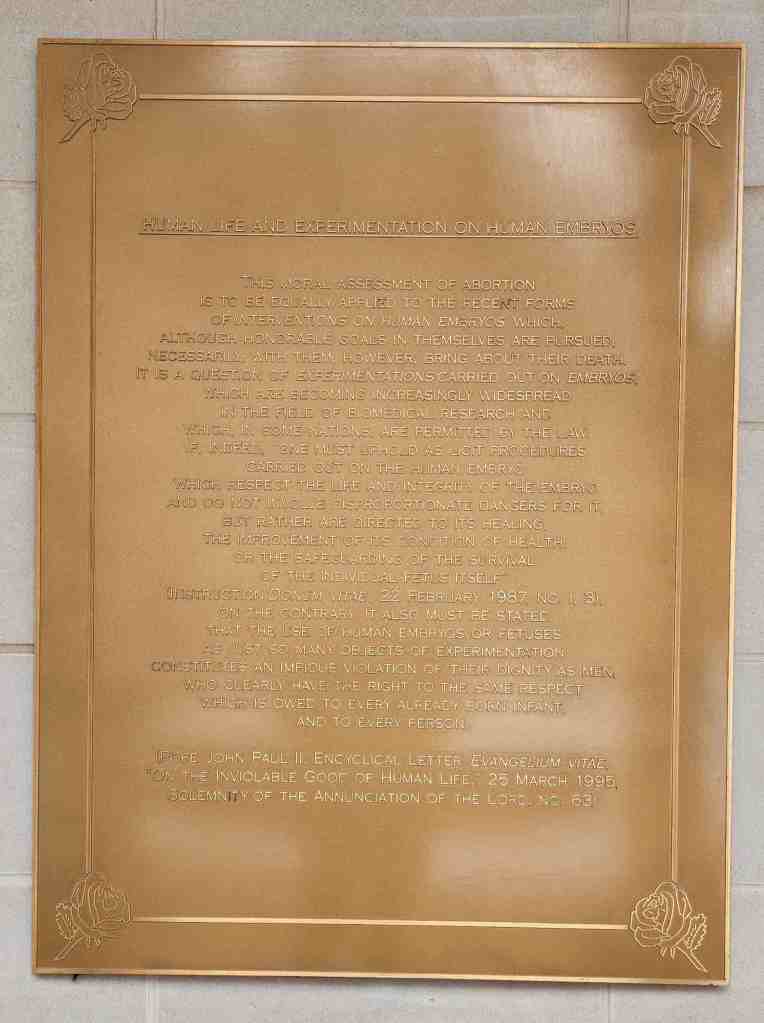 HUMAN LIFE AND EXPERIMENTATION ON HUMAN EMBRYOS
THIS MORAL ASSESSMENT OF ABORTION
IS TO BE EQUALLY APPLIED TO THE RECENT FORMS
OF INTERVENTIONS ON HUMAN EMBRYOS WHICH,
ALTHOUGH HONORABLE GOALS IN THEMSELVES ARE PURSUED,
NECESSARILY, WITH THEM, HOWEVER, BRING ABOUT THEIR DEATH.
IT IS A QUESTION OF EXPERIMENTATIONS CARRIED OUT ON EMBRYOS,
WHICH ARE BECOMING INCREASINGLY WIDESPREAD
IN THE FIELD OF BIOMEDICAL RESEARCH AND
WHICH, IN SOME NATIONS, ARE PERMITTED BY THE LAW.
IF, INDEED, "ONE MUST UPHOLD AS LICIT PROCEDURES
CARRIED OUT ON THE HUMAN EMBRYO
WHICH RESPECT THE LIFE AND INTEGRITY OF THE EMBRYO
AND DO NOT INVOLVE DISPROPORTIONATE DANGERS FOR IT,
BUT RATHER ARE DIRECTED TO ITS HEALING,
THE IMPROVEMENT OF ITS CONDITION OF HEALTH,
OR THE SAFEGUARDING OF THE SURVIVAL
OF THE INDIVIDUAL FETUS ITSELF"
(INSTRUCTION DONUM VITAE, 22 FEBRUARY 1987, NO. I, 3),
ON THE CONTRARY, IT ALSO MUST BE STATED
THAT THE USE OF HUMAN EMBRYOS OR FETUSES
AS JUST SO MANY OBJECTS OF EXPERIMENTATION
CONSTITUTES AN IMPIOUS VIOLATION OF THEIR DIGNITY AS MEN,
WHO CLEARLY HAVE THE RIGHT TO THE SAME RESPECT
WHICH IS OWED TO EVERY ALREADY BORN INFANT,
AND TO EVERY PERSON.
(POPE JOHN PAUL II, ENCYCLICAL LETTER EVANGELIUM VITAE,
"ON THE INVIOLABLE GOOD OF HUMAN LIFE," 25 MARCH 1995,
SOLEMNITY OF THE ANNUNCIATION OF THE LORD, NO. 63)